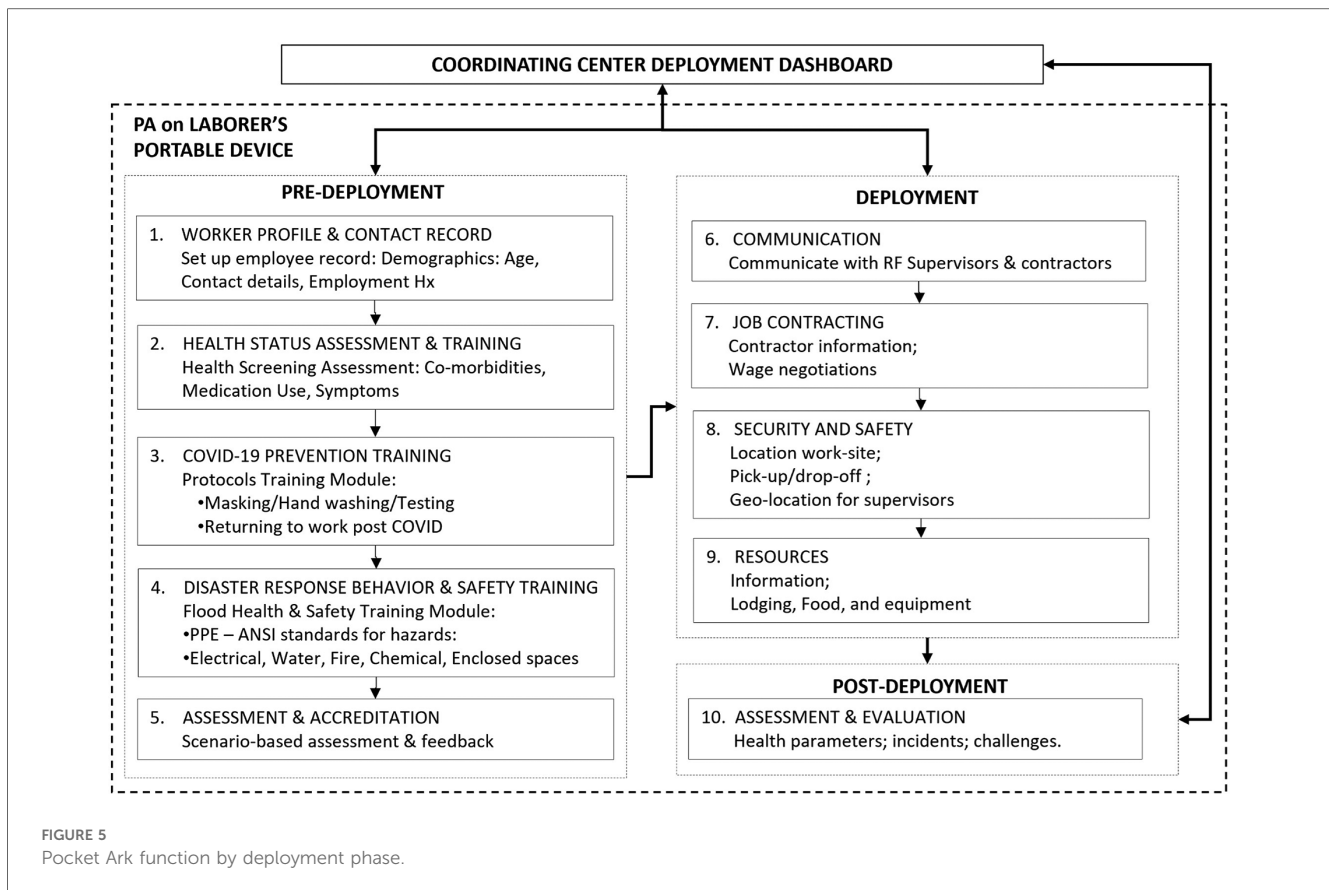 COORDINATING CENTER DEPLOYMENT DASHBOARD
PA on LABORER'S
PORTABLE DEVICE
PRE-DEPLOYMENT
1. WORKER PROFILE & CONTACT RECORD
Set up employee record: Demographics: Age,
Contact details, Employment Hx
2. HEALTH STATUS ASSESSMENT & TRAINING
Health Screening Assessment: Co-morbidities,
Medication Use, Symptoms
3. COVID-19 PREVENTION TRAINING
Protocols Training Module:
•Masking/Hand washing/Testing
•Returning to work post COVID
4. DISASTER RESPONSE BEHAVIOR & SAFETY TRAINING
Flood Health & Safety Training Module:
•PPE – ANSI standards for hazards:
•Electrical, Water, Fire, Chemical, Enclosed spaces
5. ASSESSMENT & ACCREDITATION
Scenario-based assessment & feedback
DEPLOYMENT
6. COMMUNICATION
Communicate with RF Supervisors & contractors
7. JOB CONTRACTING
Contractor information;
Wage negotiations
8. SECURITY AND SAFETY
Location work-site;
Pick-up/drop-off ;
Geo-location for supervisors
9. RESOURCES
Information;
Lodging, Food, and equipment
POST-DEPLOYMENT
10. ASSESSMENT & EVALUATION
Health parameters; incidents; challenges.
FIGURE 5
Pocket Ark function by deployment phase.